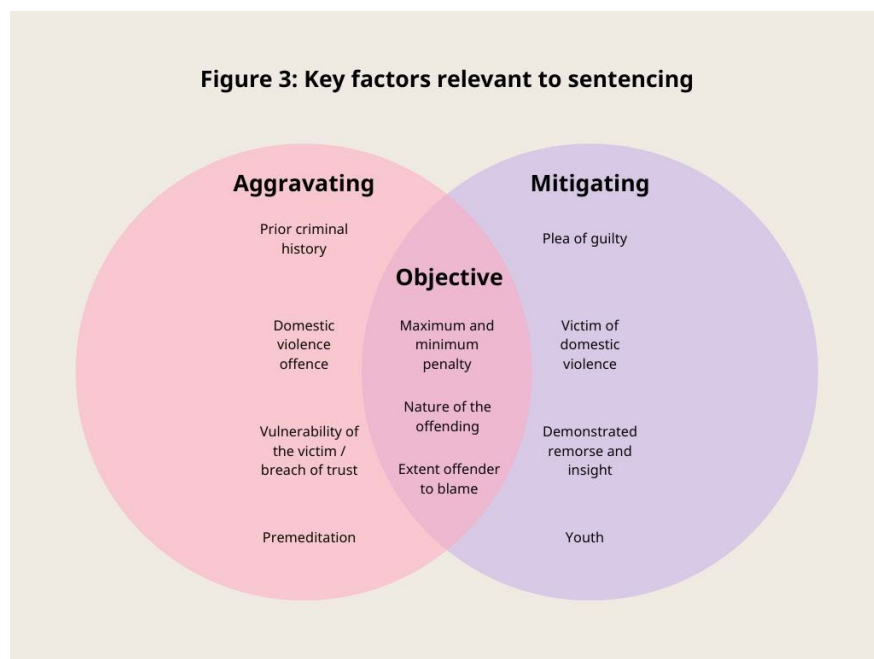 Figure 3: Key factors relevant to sentencing
Aggravating
Prior criminal
history
Domestic
violence
offence
Vulnerability of
the victim /
breach of trust
Premeditation
Objective
Maximum and
minimum
penalty
Nature of the
offending
Extent offender
to blame
Mitigating
Plea of guilty
Victim of
domestic
violence
Demonstrated
remorse and
insight
Youth